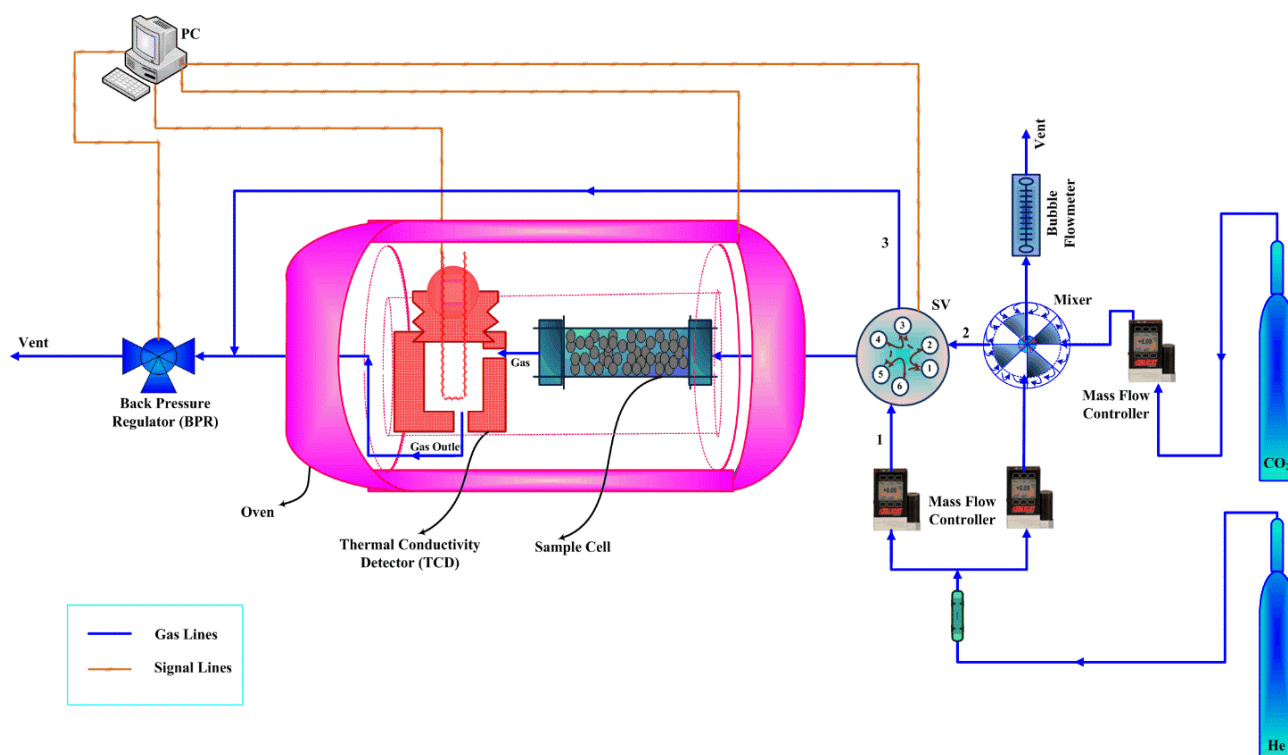 PC
Vent
Bubble
Flowmeter
3
SV
Mixer
2
3
4
2
5
1
6
Mass Flow
Controller
CO2
Vent
Back Pressure
Regulator (BPR)
Gas
Gas Outle
1
Oven
Thermal Conductivity
Detector (TCD)
Sample Cell
Mass Flow
Controller
Gas Lines
Signal Lines
He